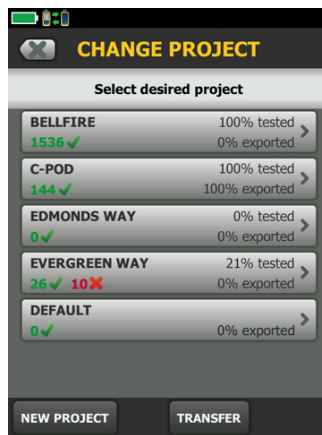 CHANGE PROJECT
Select desired project
BELLFIRE 100% tested
1536 0% exported
C-POD 100% tested
144 100% exported
EDMONDS WAY 0% tested
0 0% exported
EVERGREEN WAY 21% tested
26 10 0% exported
DEFAULT
0 0% exported
NEW PROJECT TRANSFER